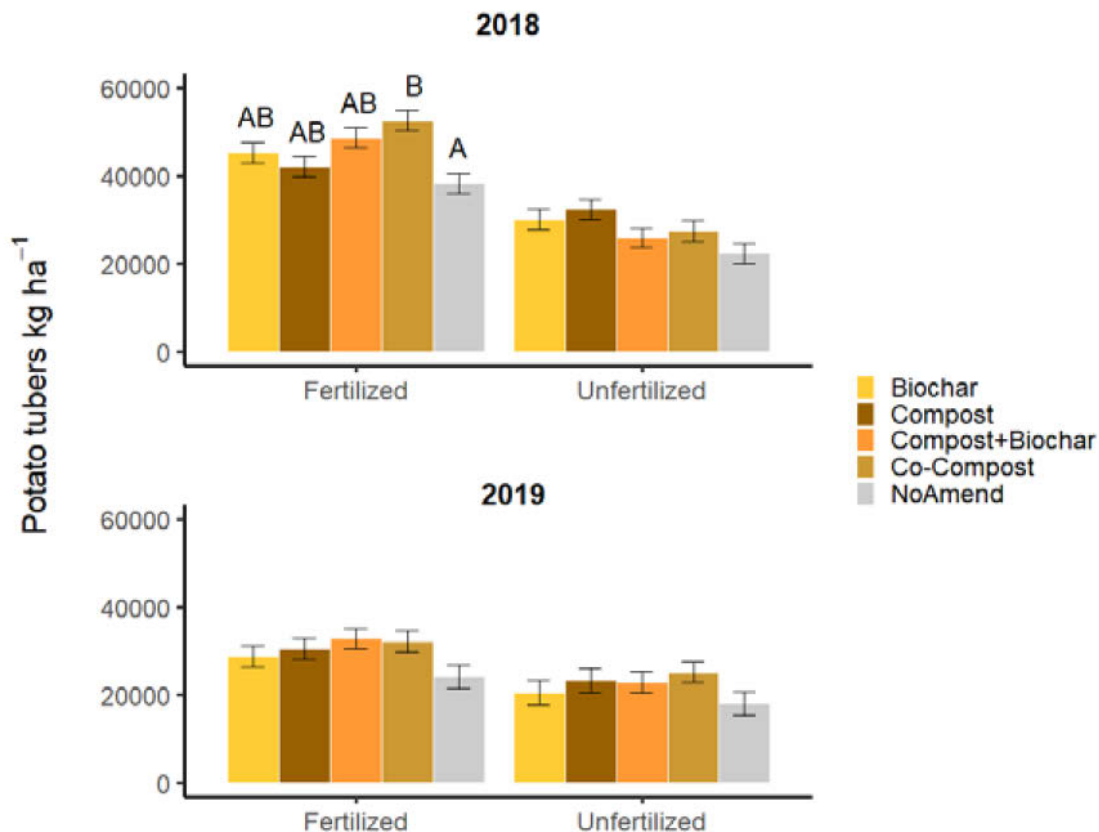 2018
Potato tubers kg ha⁻¹
60000
40000
20000
0
AB
AB
AB
B
A
Fertilized
Unfertilized
Biochar
Compost
Compost+Biochar
Co-Compost
NoAmend
2019
60000
40000
20000
0
Fertilized
Unfertilized